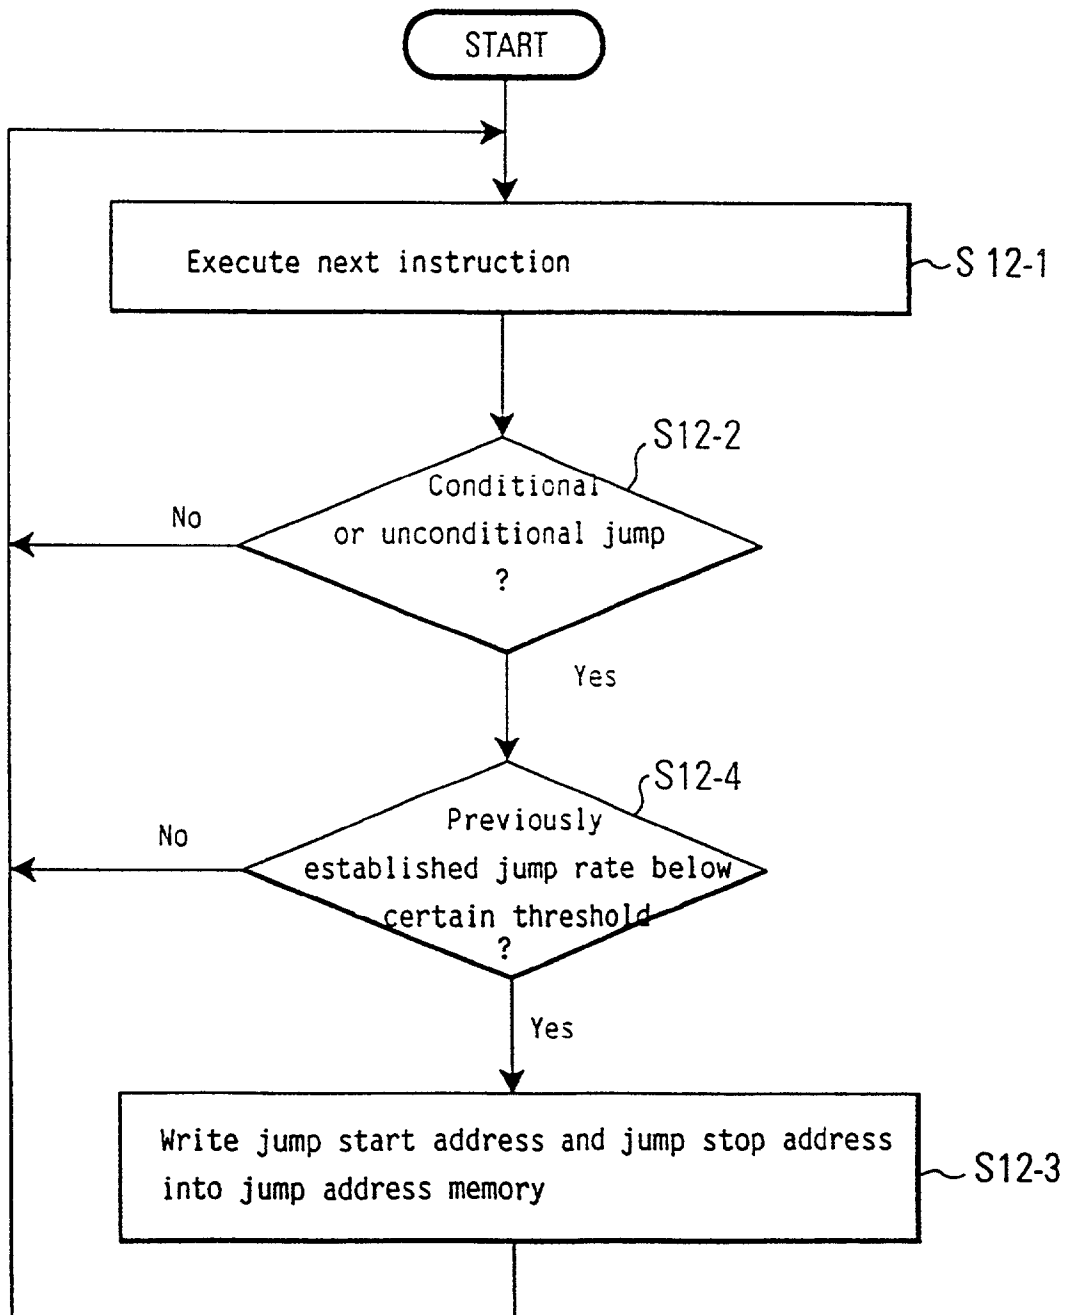 START
Execute next instruction
S 12-1
S12-2
Conditional
or unconditional jump
?
No
Yes
S12-4
Previously
established jump rate below
certain threshold
?
No
Yes
Write jump start address and jump stop address
into jump address memory
S12-3